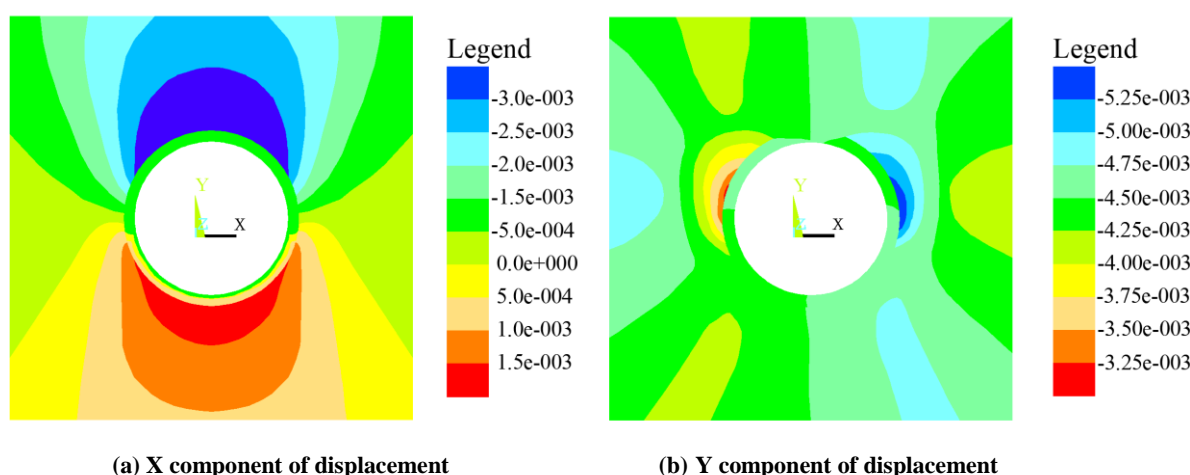 Legend
-3.0e-003
-2.5e-003
-2.0e-003
-1.5e-003
-5.0e-004
0.0e+000
5.0e-004
1.0e-003
1.5e-003
Y
Z
X
(a) X component of displacement
Legend
-5.25e-003
-5.00e-003
-4.75e-003
-4.50e-003
-4.25e-003
-4.00e-003
-3.75e-003
-3.50e-003
-3.25e-003
Y
Z
X
(b) Y component of displacement